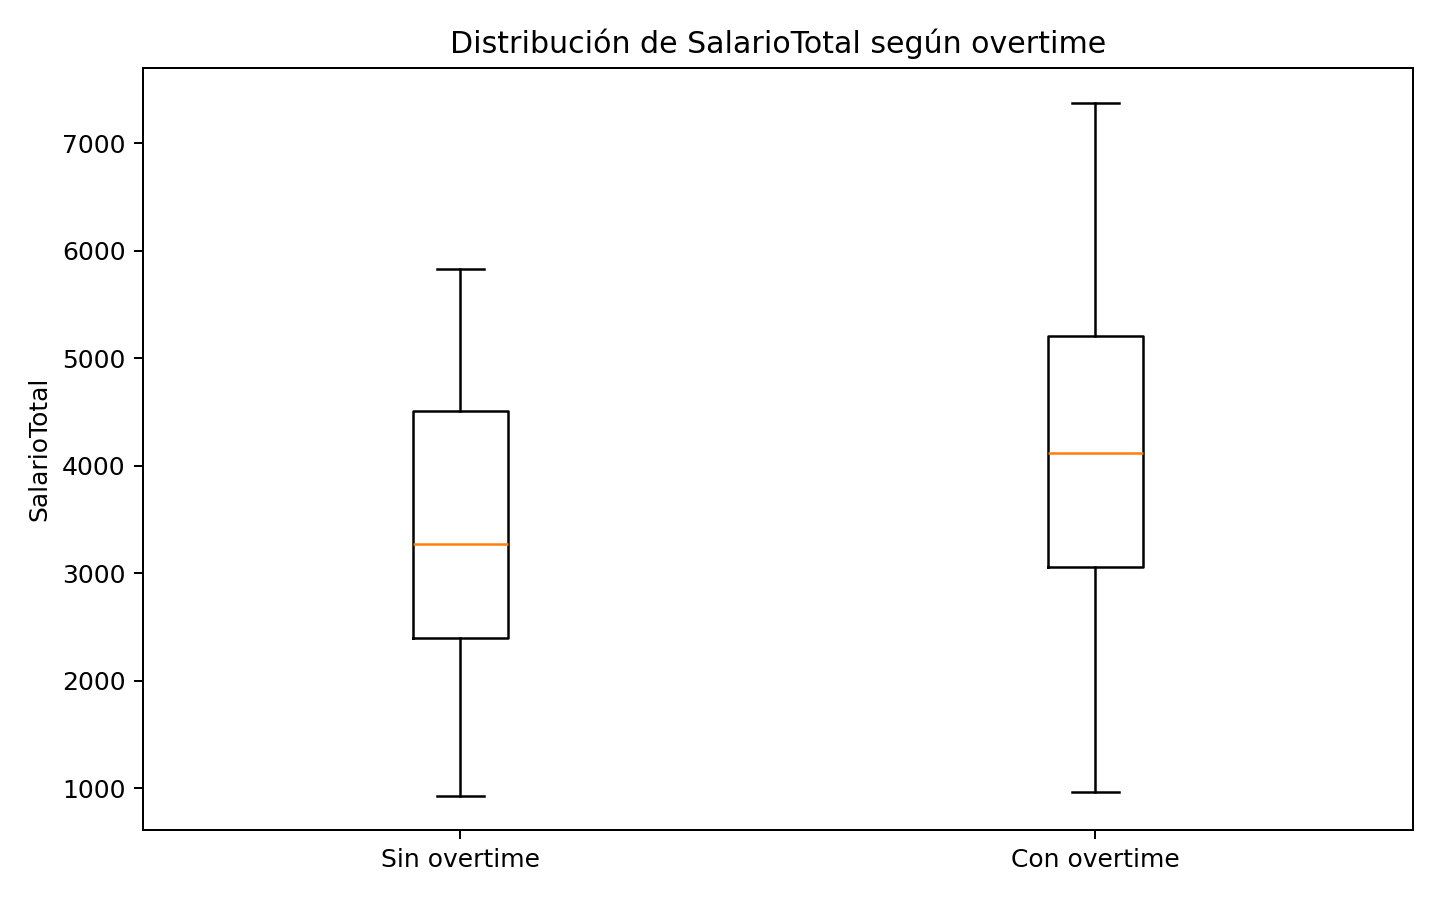 Distribución de SalarioTotal según overtime
SalarioTotal
7000
6000
5000
4000
3000
2000
1000
Sin overtime
Con overtime